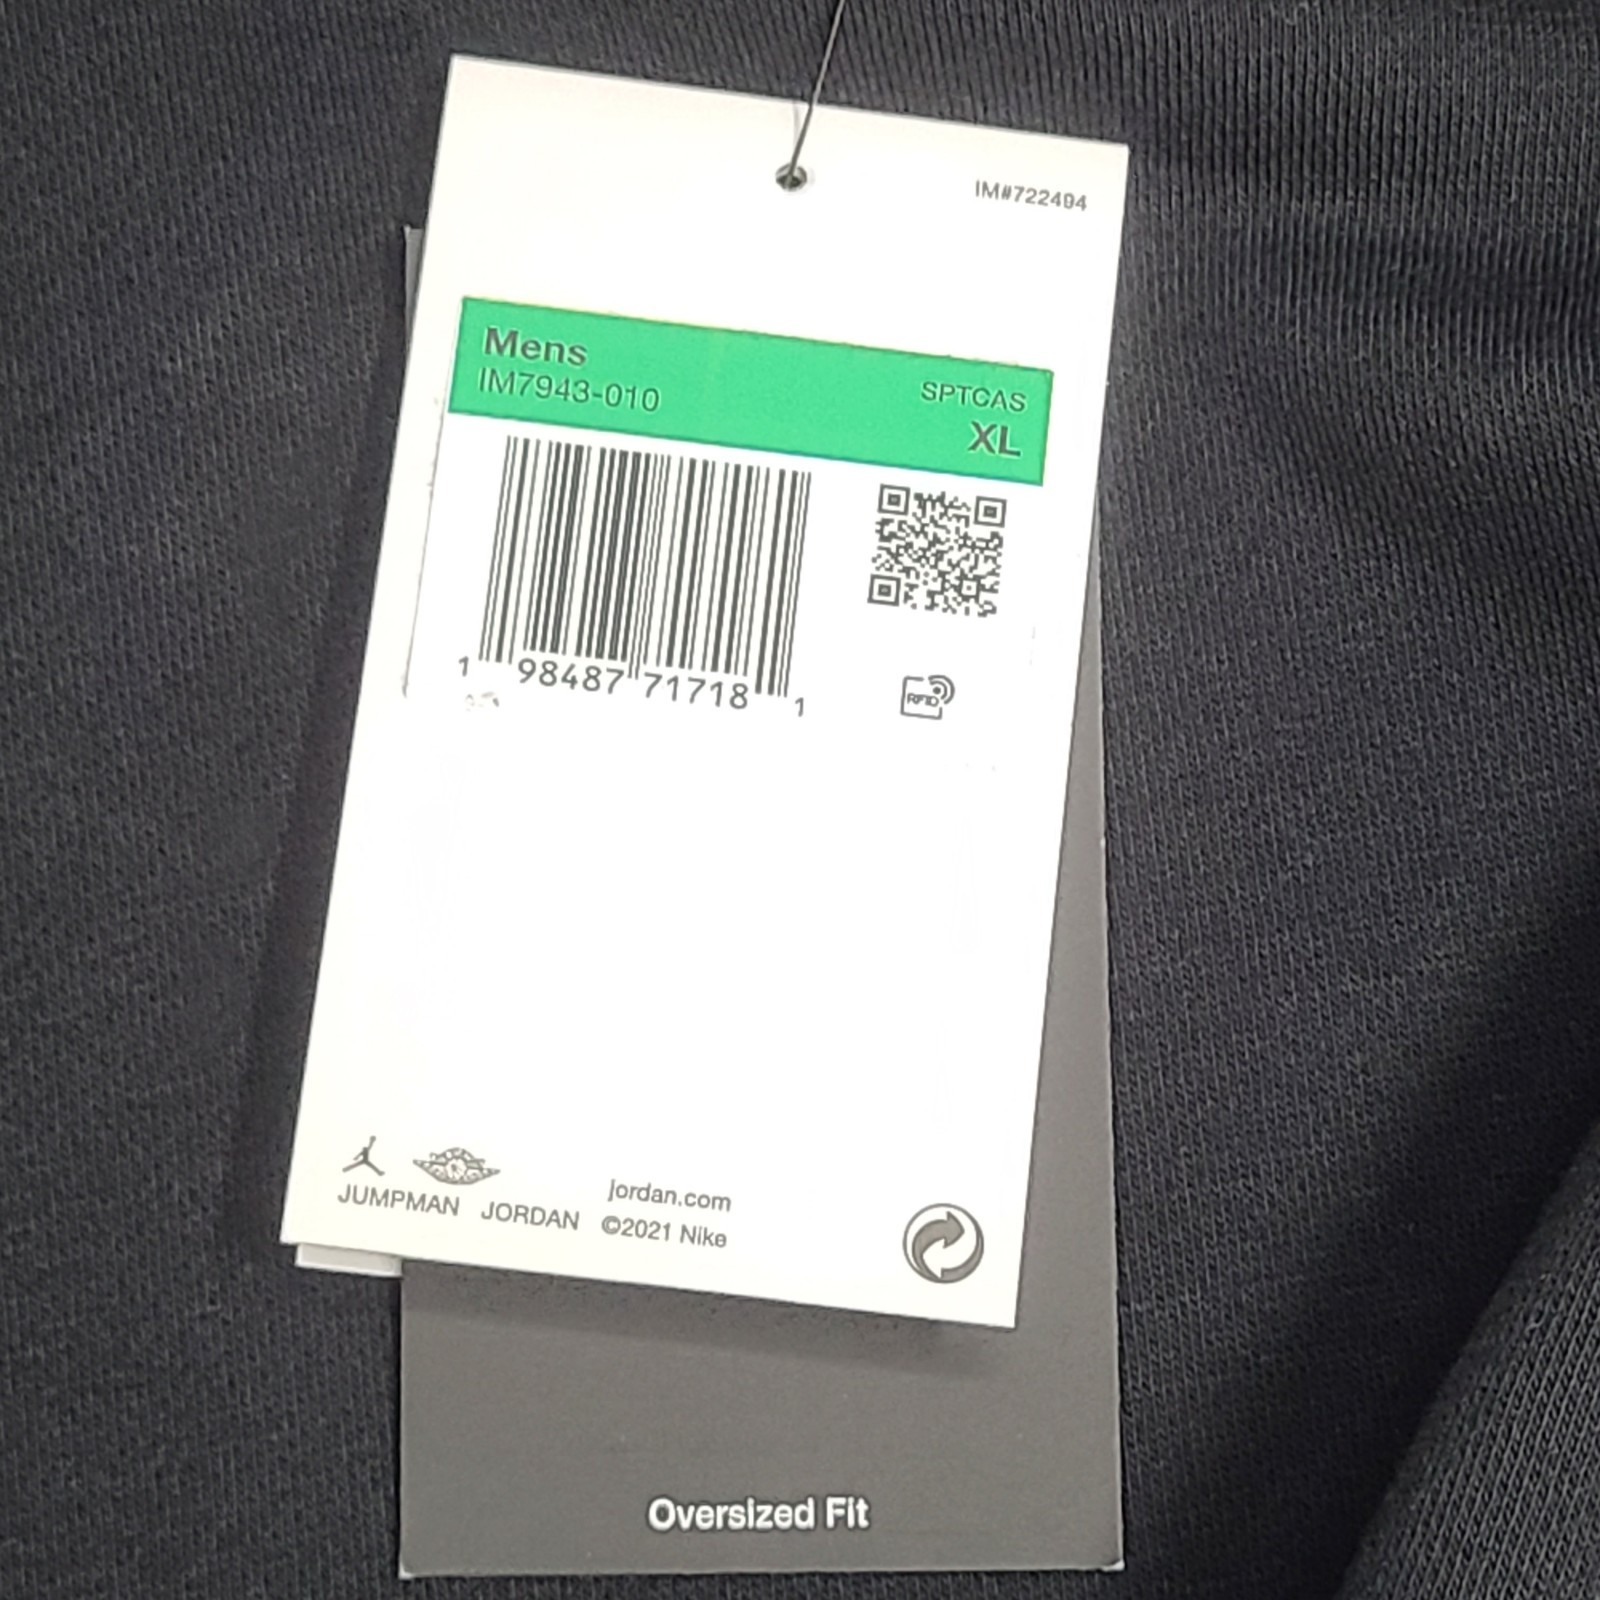 IM#722494
Mens
IM7943-010
SPTCAS
XL
1 98487 71718 1
RFID
JUMPMAN JORDAN
jordan.com
©2021 Nike
Oversized Fit